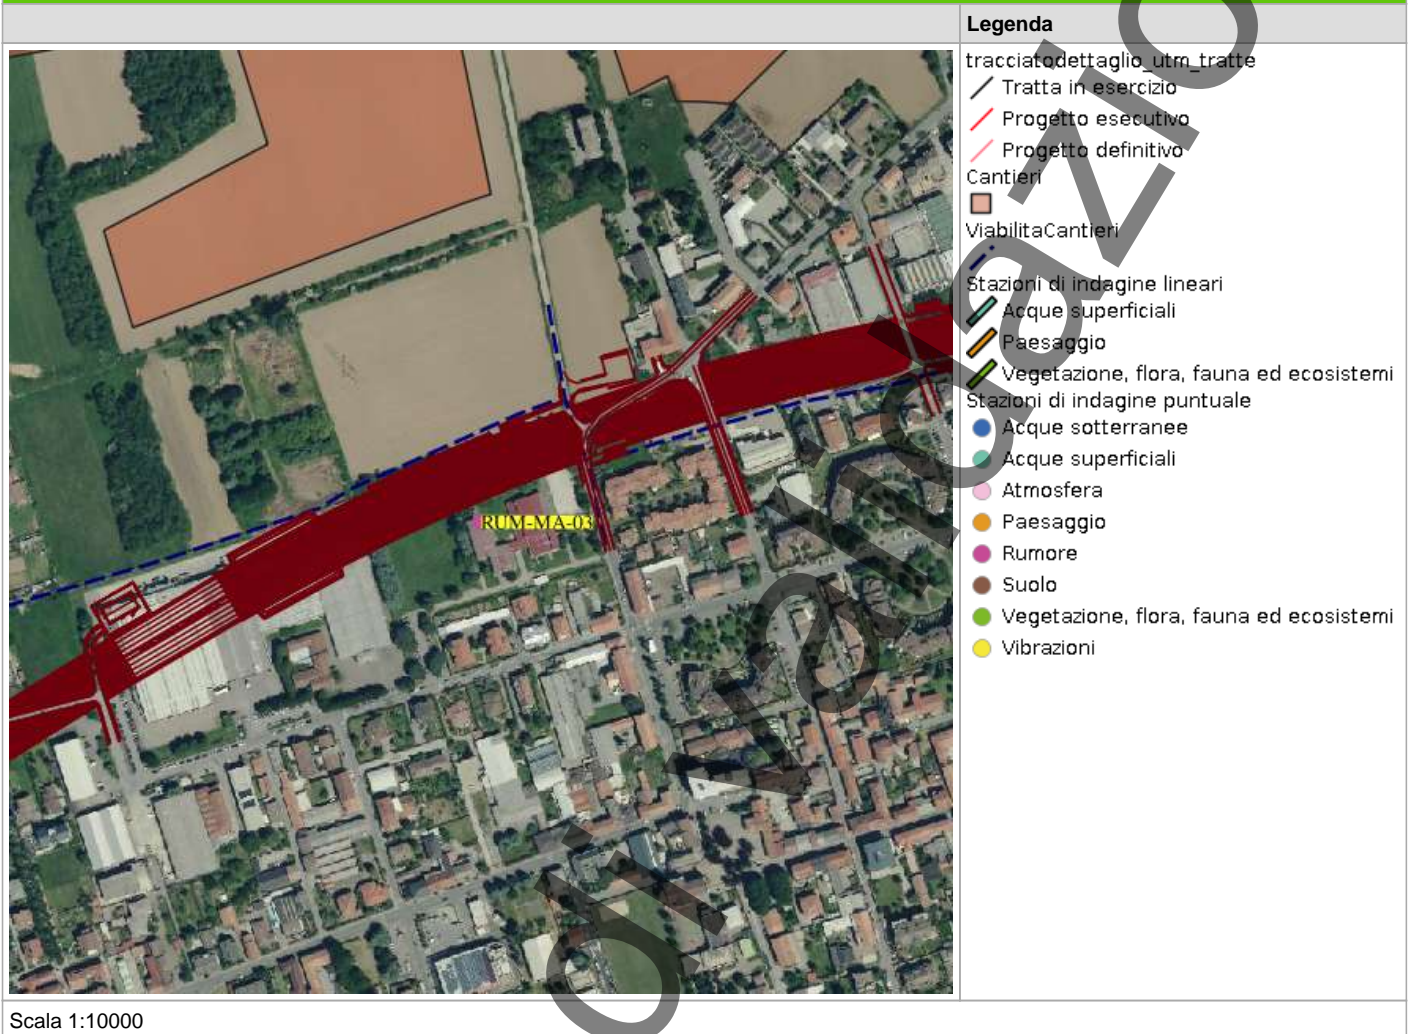 Legenda
tracciatodettaglio_utm_tratte
Tratta in esercizio
Progetto esecutivo
Progetto definitivo
Cantieri
ViabilitaCantieri
Stazioni di indagine lineari
Acque superficiali
Paesaggio
Vegetazione, flora, fauna ed ecosistemi
Stazioni di indagine puntuale
Acque sotterranee
Acque superficiali
Atmosfera
Paesaggio
Rumore
Suolo
Vegetazione, flora, fauna ed ecosistemi
Vibrazioni
RUM-MA-03
Scala 1:10000